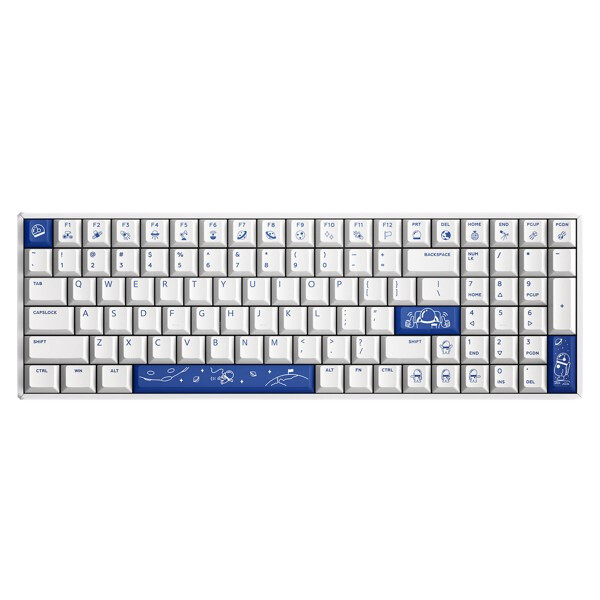 F1 F2 F3 F4 F5 F6 F7 F8 F9 F10 F11 F12 PRT DEL HOME END PGUP PGDN
~ ! @ # $ % ^ & * ( ) _ + BACKSPACE NUM / * -
` 1 2 3 4 5 6 7 8 9 0 - = LK
TAB Q W E R T Y U I O P { } | 7 8 9 +
[ ] \ HOME PGUP
CAPSLOCK A S D F G H J K L : " 4 5 6
; '
SHIFT Z X C V B N M < > ? SHIFT 1 2 3
, . / END PGDN
CTRL WIN ALT ALT FN CTRL 0 .
INS DEL